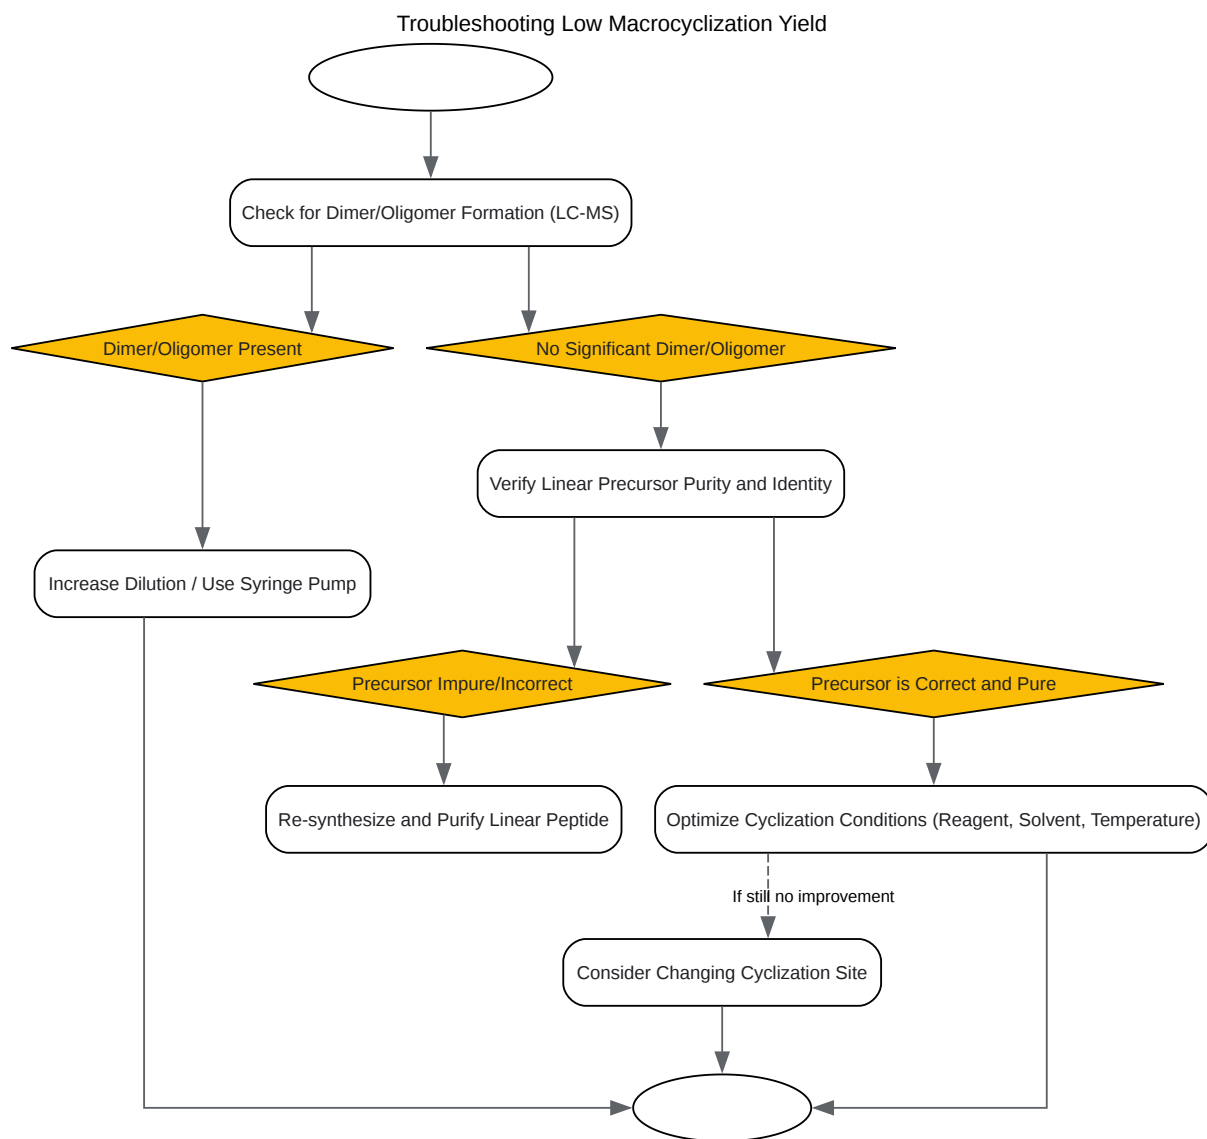 Troubleshooting Low Macrocyclization Yield
Check for Dimer/Oligomer Formation (LC-MS)
Dimer/Oligomer Present
No Significant Dimer/Oligomer
Verify Linear Precursor Purity and Identity
Increase Dilution / Use Syringe Pump
Precursor Impure/Incorrect
Precursor is Correct and Pure
Re-synthesize and Purify Linear Peptide
Optimize Cyclization Conditions (Reagent, Solvent, Temperature)
If still no improvement
Consider Changing Cyclization Site